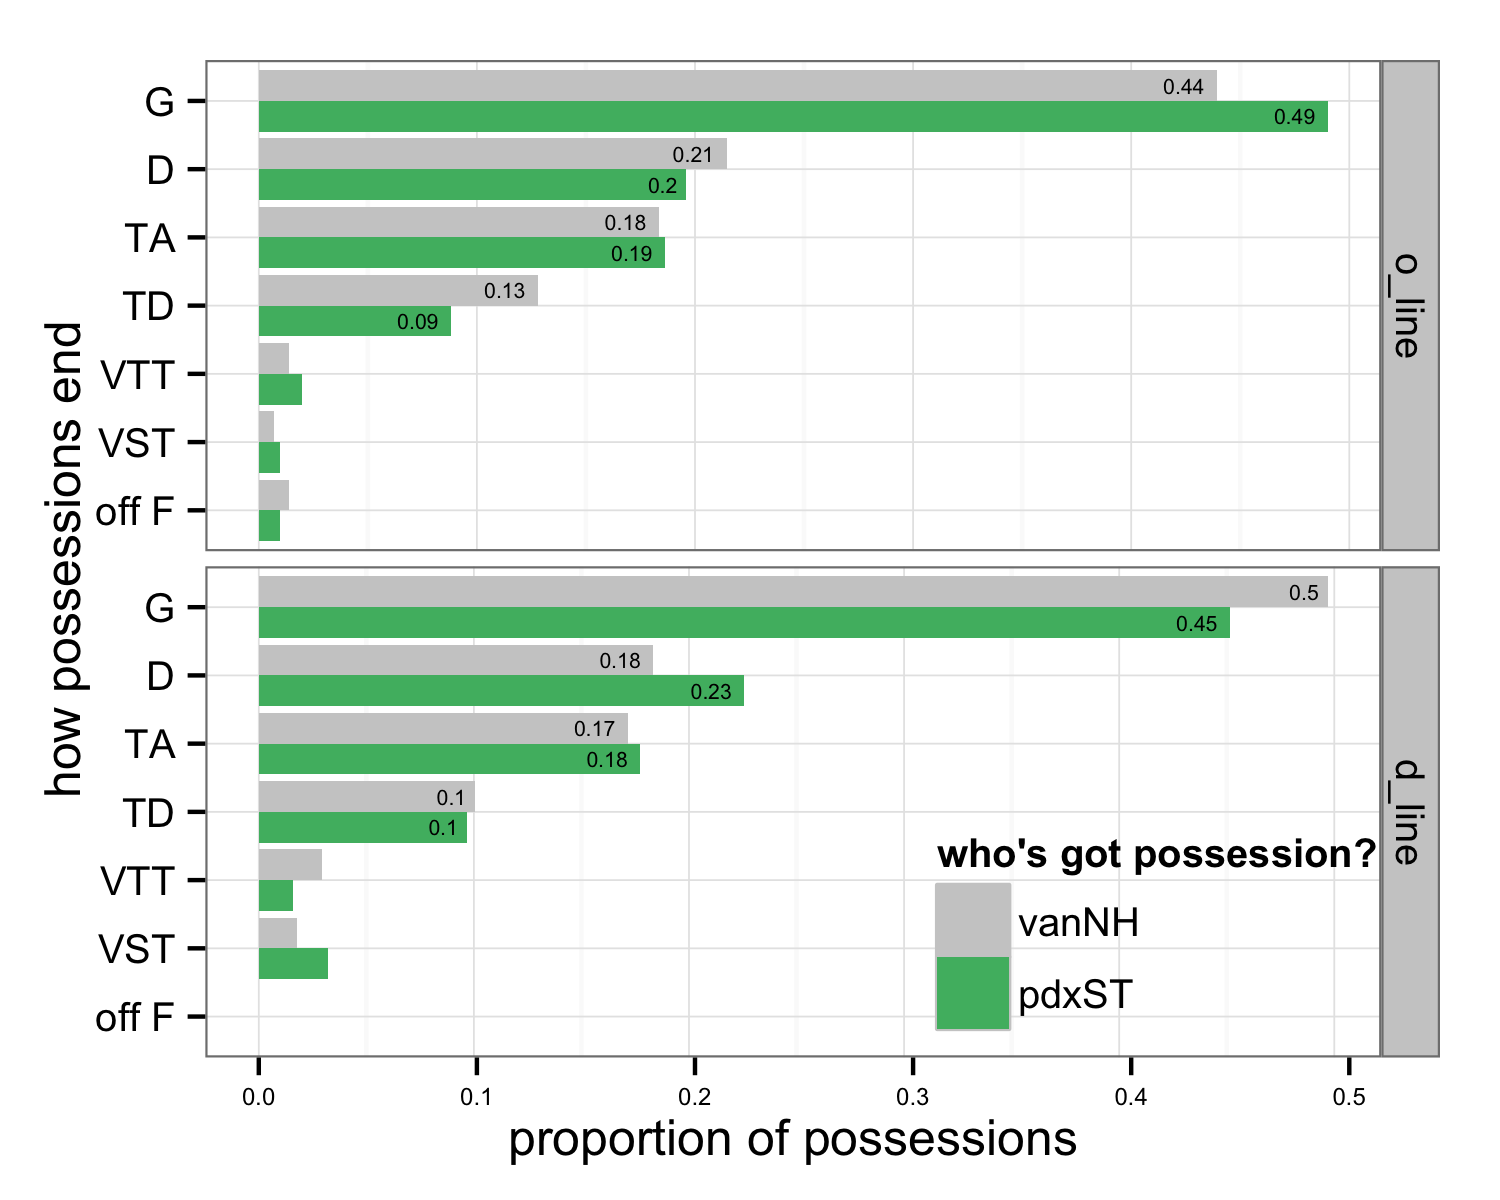 how possessions end
G
0.44
0.49
D
0.21
0.2
TA
0.18
0.19
TD
0.13
0.09
VTT
VST
off F
o_line
G
0.5
0.45
D
0.18
0.23
TA
0.17
0.18
TD
0.1
0.1
VTT
VST
off F
d_line
who's got possession?
vanNH
pdxST
0.0 0.1 0.2 0.3 0.4 0.5
proportion of possessions